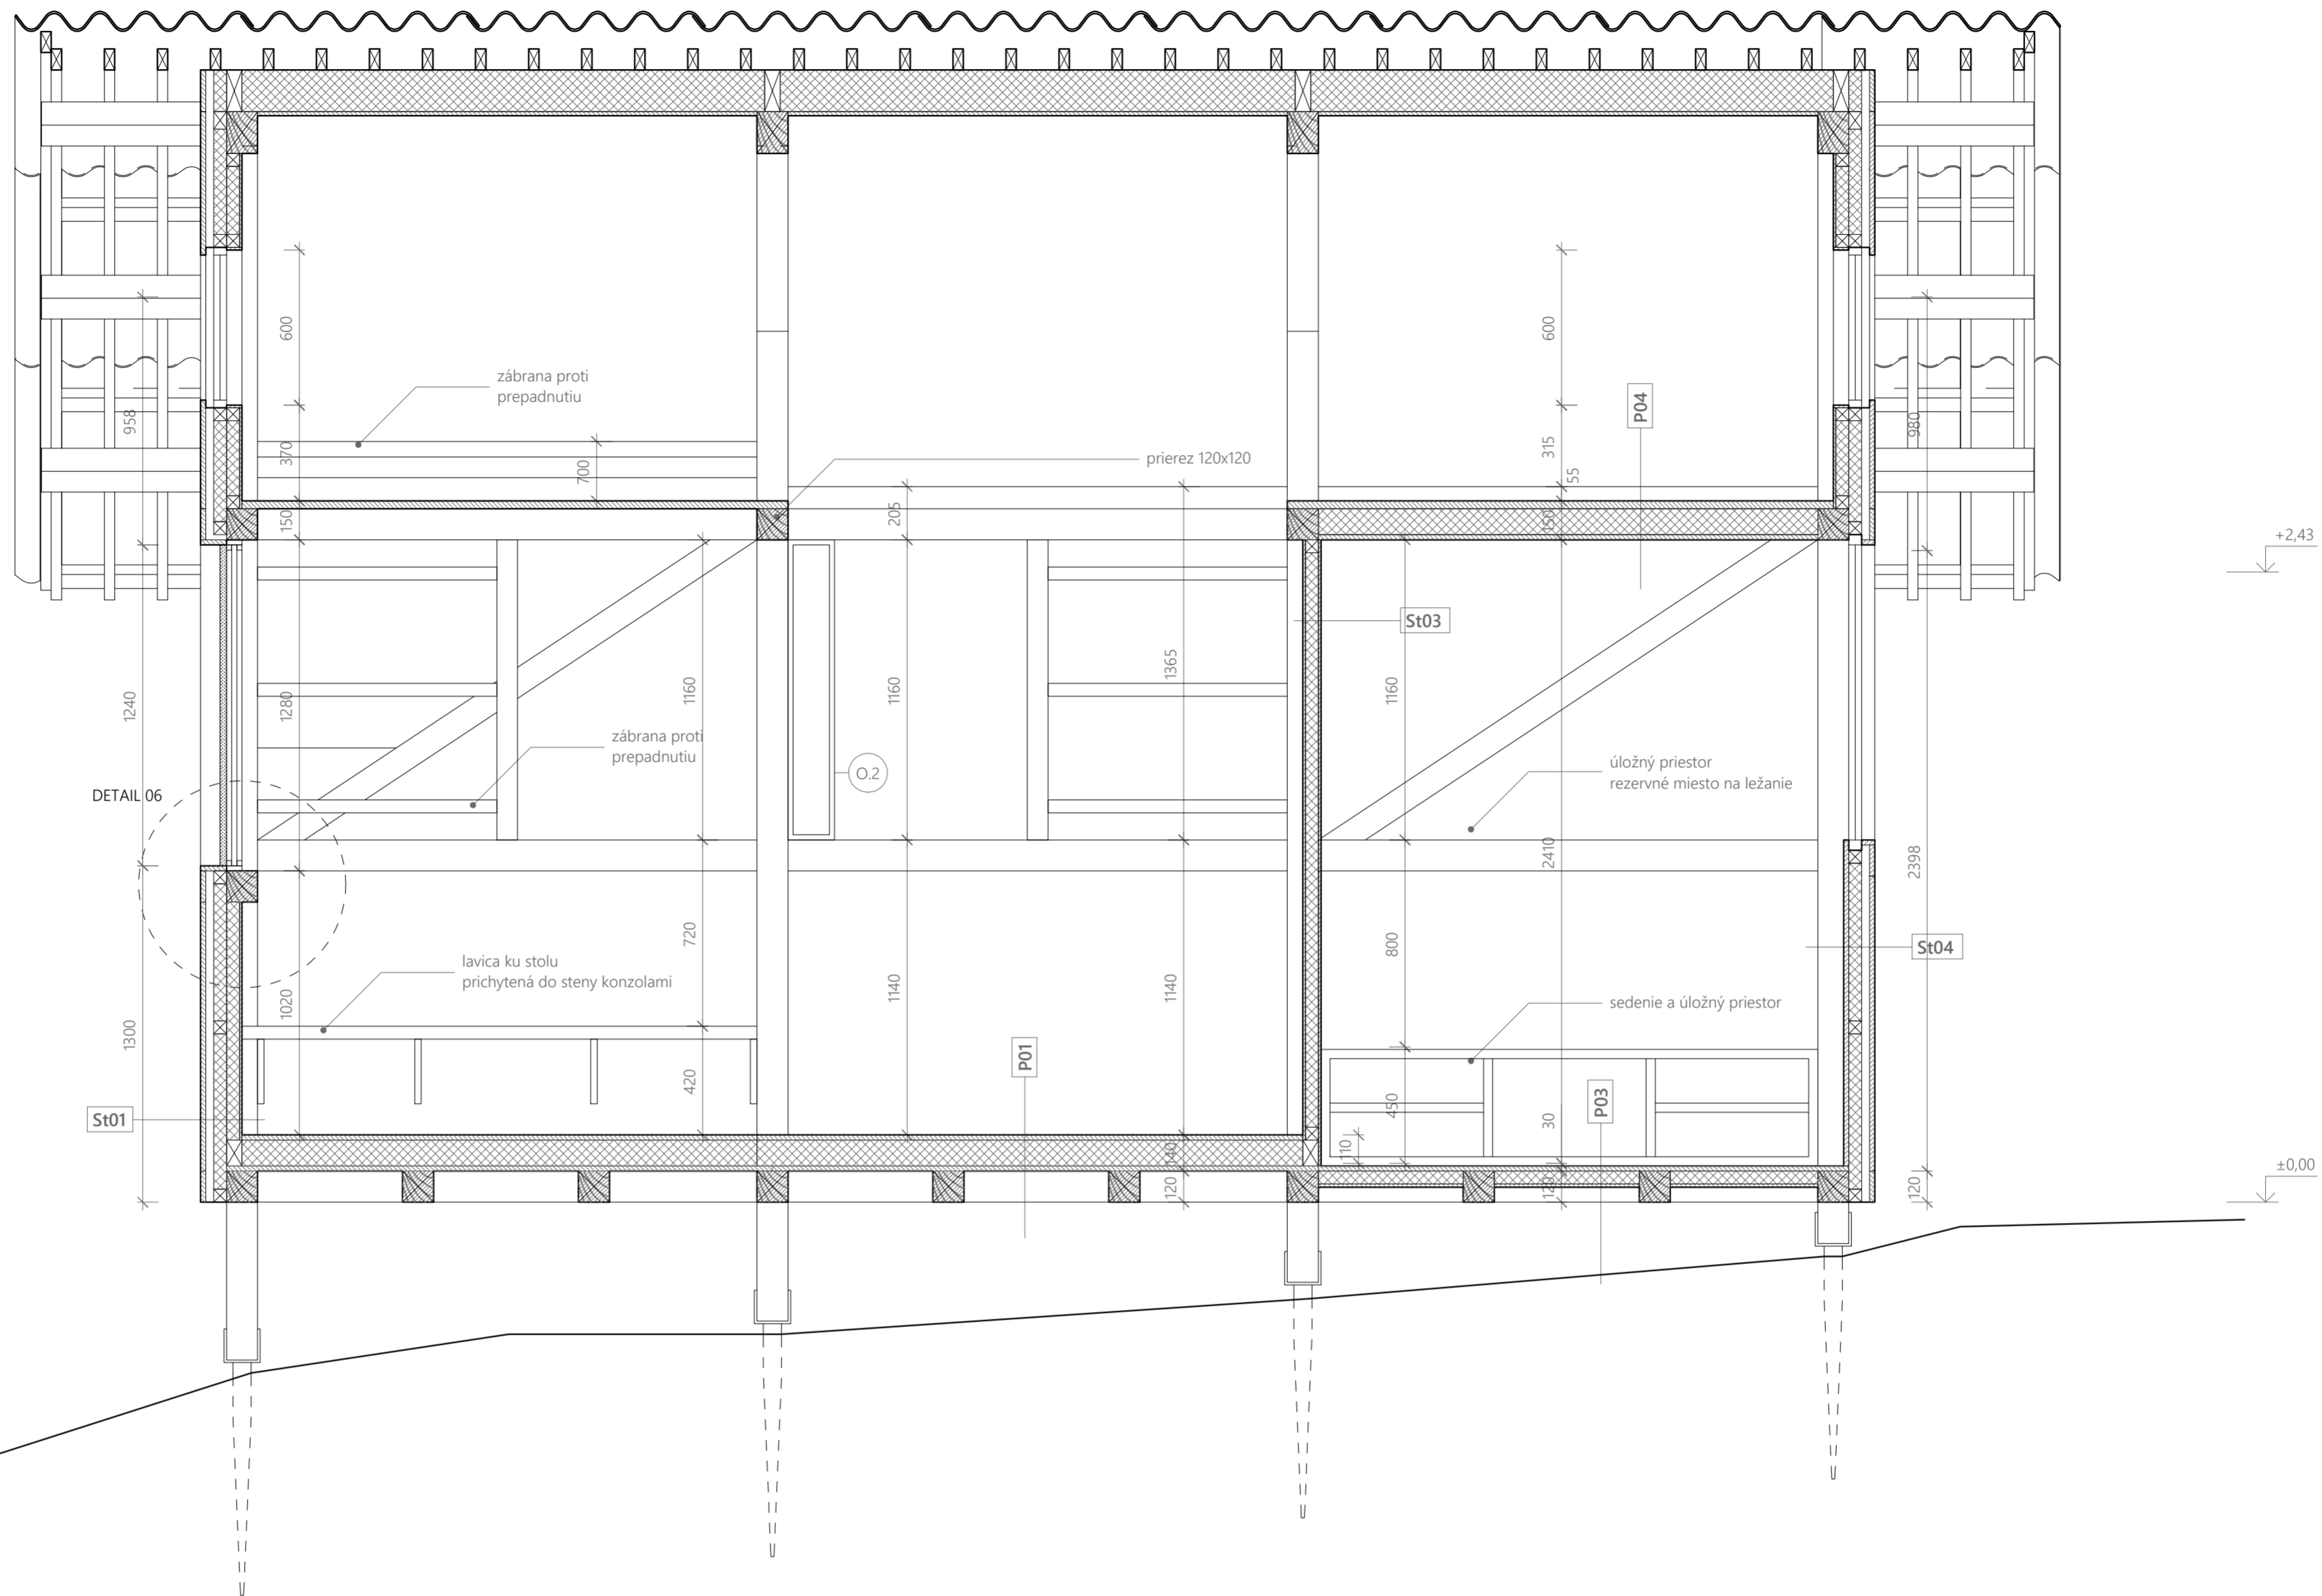 600
600
zábrana proti
prepadnutiu
P04
958
980
370
700
315
55
prierez 120x120
150
205
150
+2,43
St03
1240
1280
1160
1160
1365
1160
zábrana proti
prepadnutiu
O.2
úložný priestor
rezervné miesto na ležanie
DETAIL 06
2410
2398
720
800
St04
lavica ku stolu
prichytená do steny konzolami
1020
1140
1140
sedenie a úložný priestor
1300
P01
420
450
P03
30
St01
140
110
±0,00
120
120
120